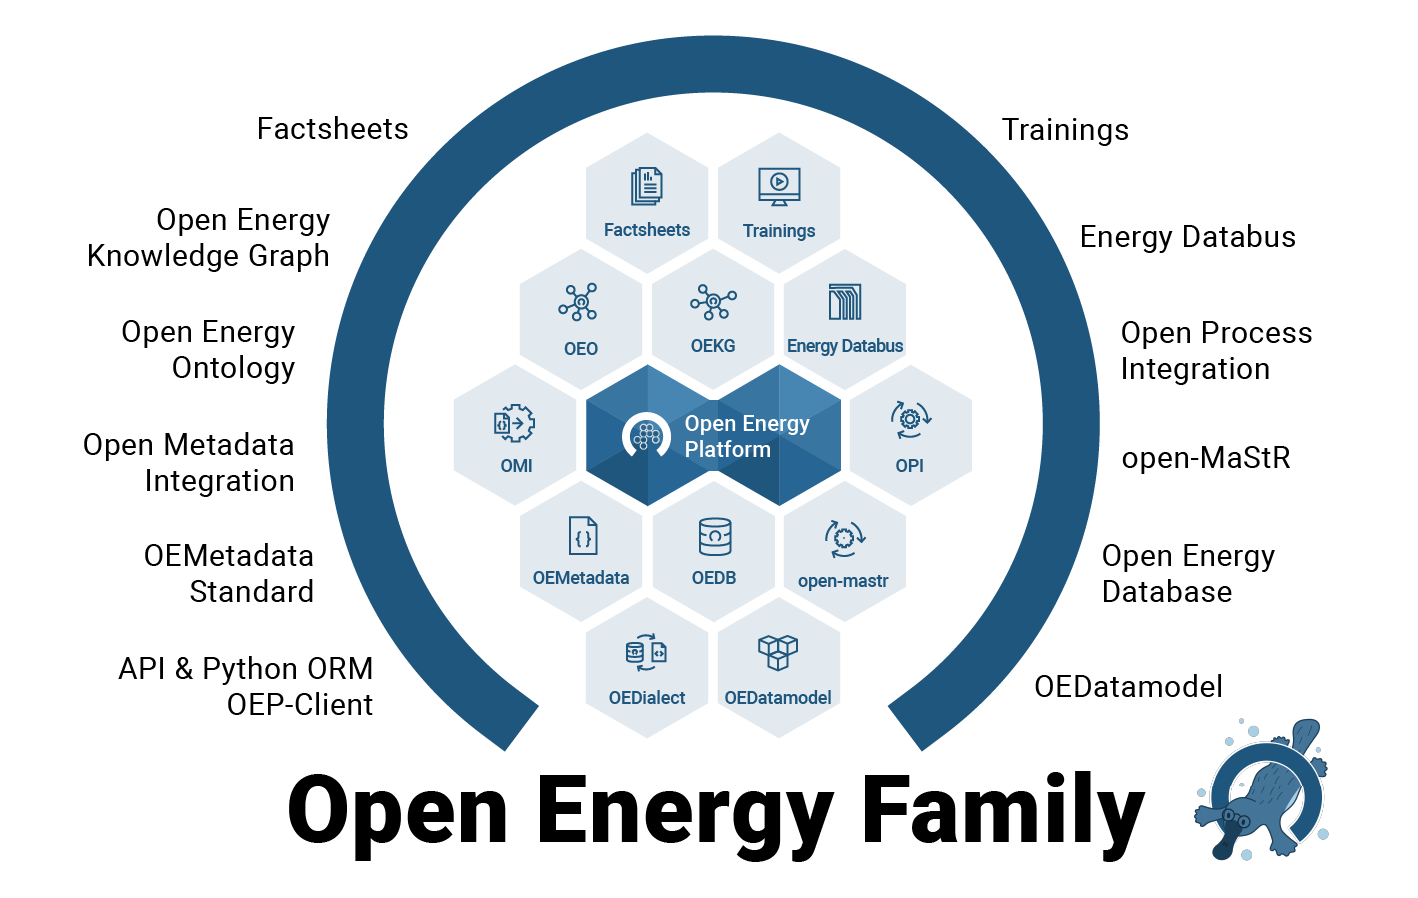 Factsheets
Trainings
Open Energy
Knowledge Graph
Energy Databus
Open Energy
Ontology
Open Process
Integration
Open Metadata
Integration
open-MaStR
OEMetadata
Standard
Open Energy
Database
API & Python ORM
OEP-Client
OEDatamodel
Factsheets
Trainings
OEO
OEKG
Energy Databus
OMI
Open Energy
Platform
OPI
OEMetadata
OEDB
open-mastr
OEDialect
OEDatamodel
Open Energy Family